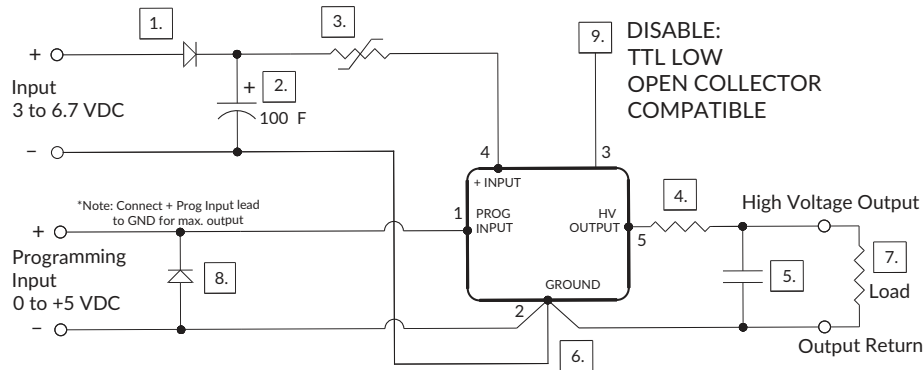 1.
3.
9.
DISABLE:
TTL LOW
OPEN COLLECTOR
COMPATIBLE
+
Input
3 to 6.7 VDC
+
2.
100 F
−
4
3
+ INPUT
*Note: Connect + Prog Input lead
to GND for max. output
1
PROG
INPUT
HV
OUTPUT
5
4.
High Voltage Output
+
Programming
Input
0 to +5 VDC
8.
5.
7.
Load
GROUND
−
2
6.
Output Return